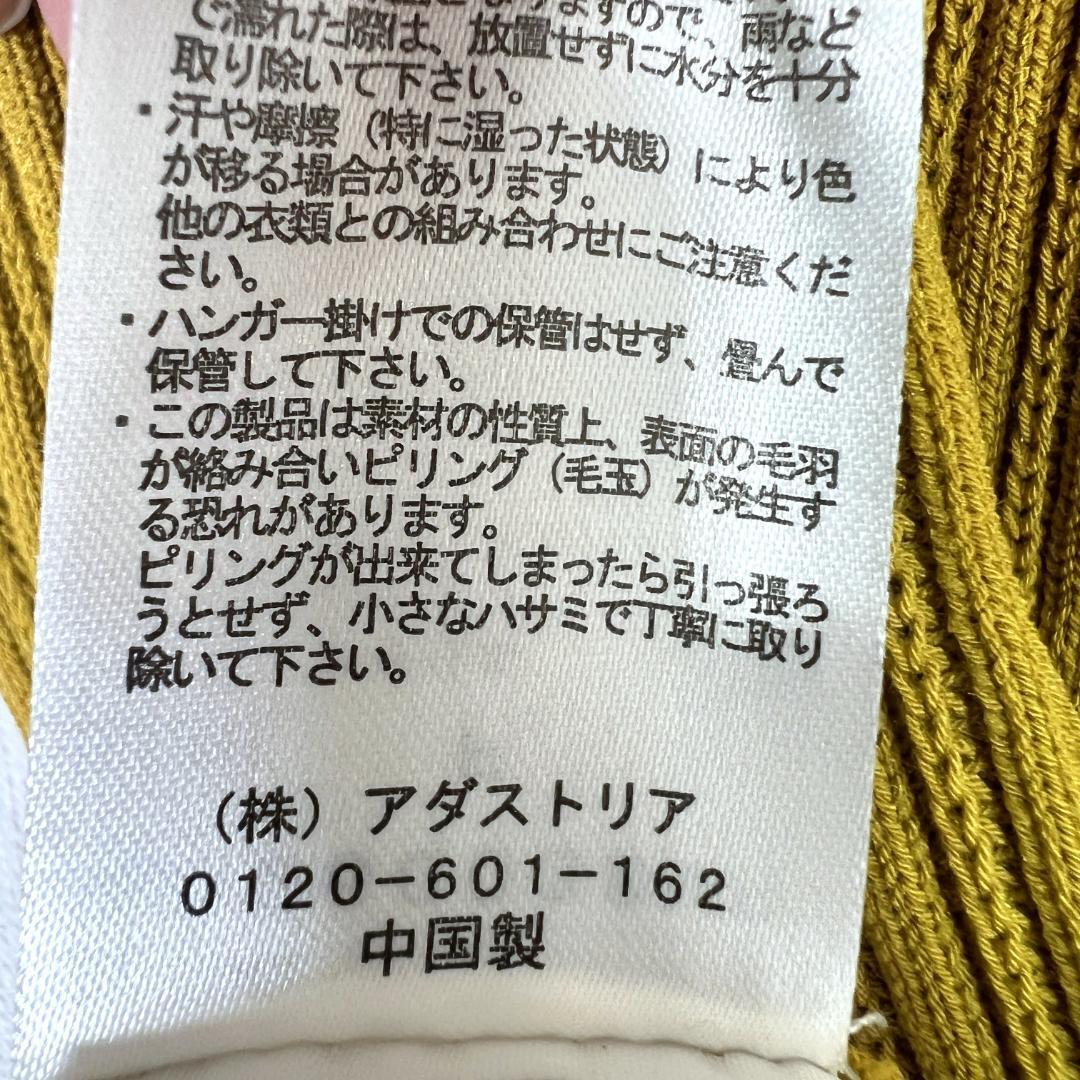 ますので、雨など
で濡れた際は、放置せずに水分を十分
取り除いて下さい。
・汗や摩擦（特に湿った状態）により色
が移る場合があります。
他の衣類との組み合わせにご注意くだ
さい。
・ハンガー掛けでの保管はせず、畳んで
保管して下さい。
・この製品は素材の性質上、表面の毛羽
が絡み合いピリング（毛玉）が発生す
る恐れがあります。
ピリングが出来てしまったら引っ張ろ
うとせず、小さなハサミで丁寧に取り
除いて下さい。
（株）アダストリア
0120-601-162
中国製